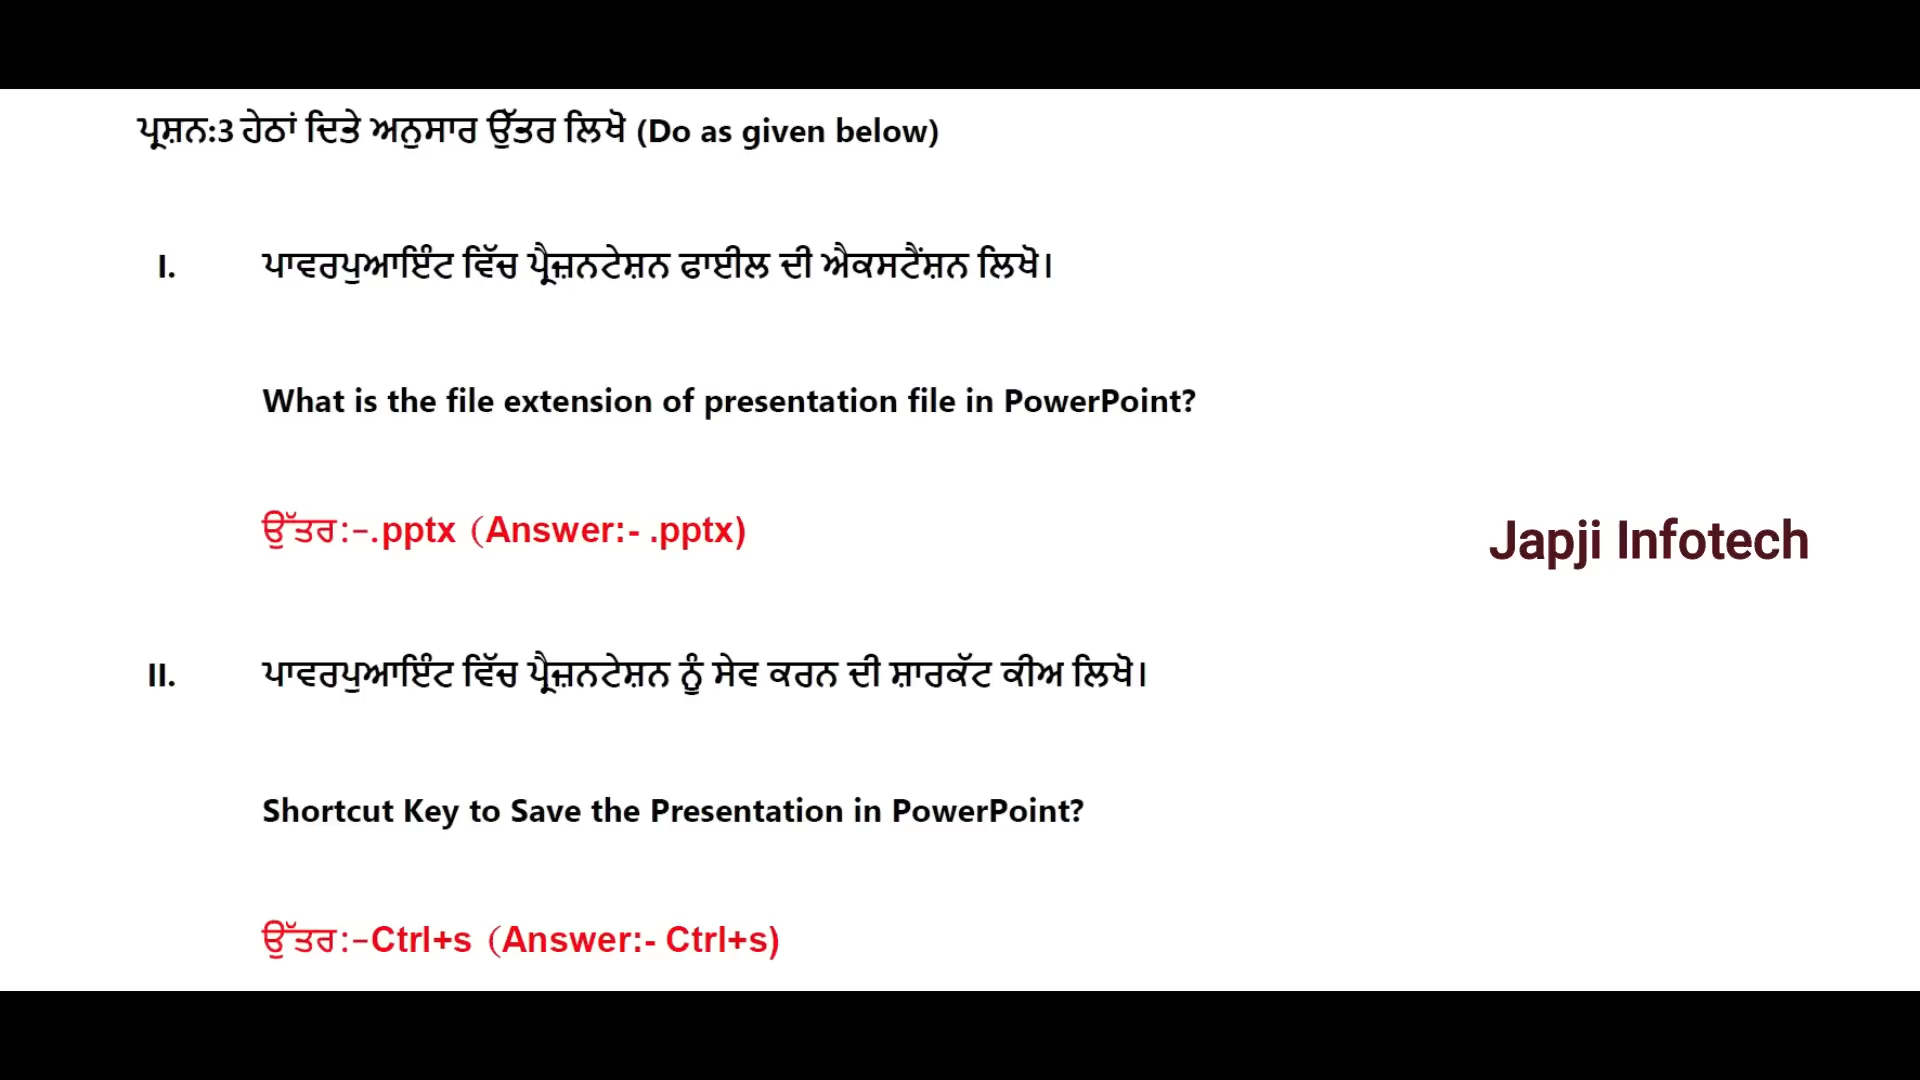 ਪ੍ਰਸ਼ਨ:3 ਹੇਠਾਂ ਦਿਤੇ ਅਨੁਸਾਰ ਉੱਤਰ ਲਿਖੋ (Do as given below)
I. ਪਾਵਰਪੁਆਇੰਟ ਵਿੱਚ ਪ੍ਰੈਜ਼ਨਟੇਸ਼ਨ ਫਾਈਲ ਦੀ ਐਕਸਟੈਂਸ਼ਨ ਲਿਖੋ।
What is the file extension of presentation file in PowerPoint?
ਉੱਤਰ:-.pptx (Answer:- .pptx)
Japji Infotech
II. ਪਾਵਰਪੁਆਇੰਟ ਵਿੱਚ ਪ੍ਰੈਜ਼ਨਟੇਸ਼ਨ ਨੂੰ ਸੇਵ ਕਰਨ ਦੀ ਸ਼ਾਰਕੱਟ ਕੀਅ ਲਿਖੋ।
Shortcut Key to Save the Presentation in PowerPoint?
ਉੱਤਰ:-Ctrl+s (Answer:- Ctrl+s)